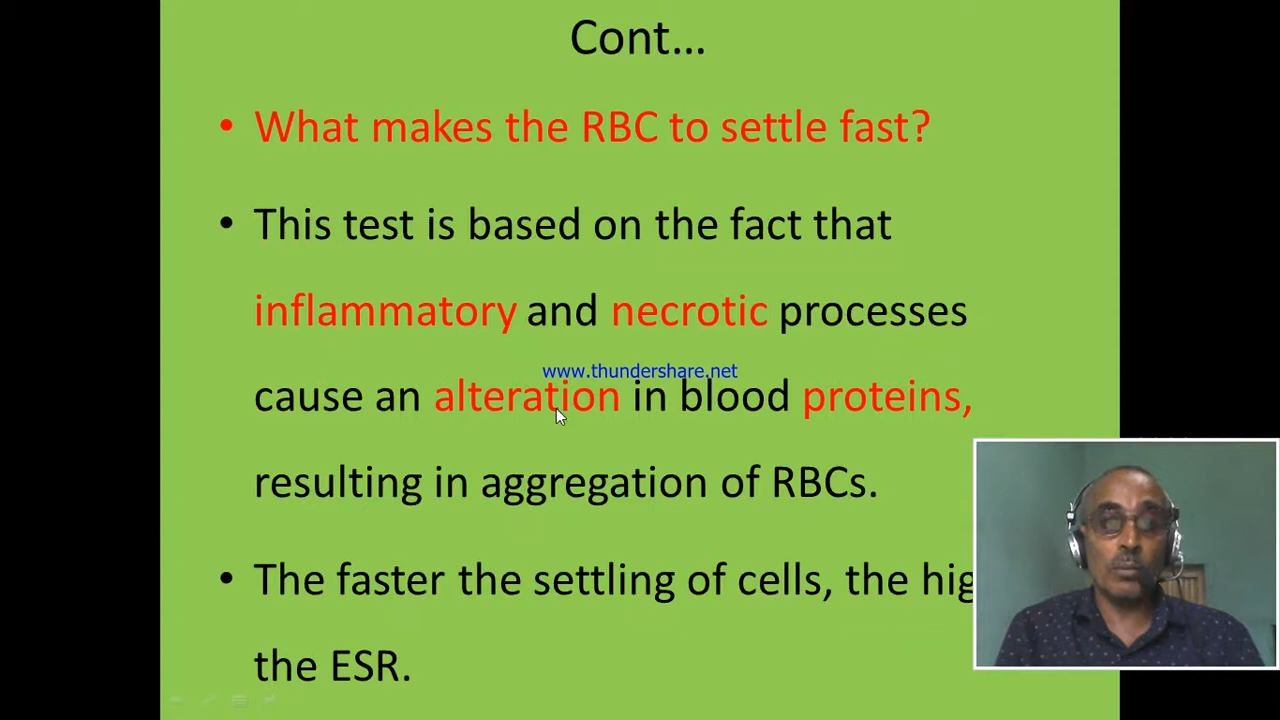 Cont...
• What makes the RBC to settle fast?
• This test is based on the fact that
inflammatory and necrotic processes
www.thundershare.net
cause an alteration in blood proteins,
resulting in aggregation of RBCs.
• The faster the settling of cells, the
the ESR.